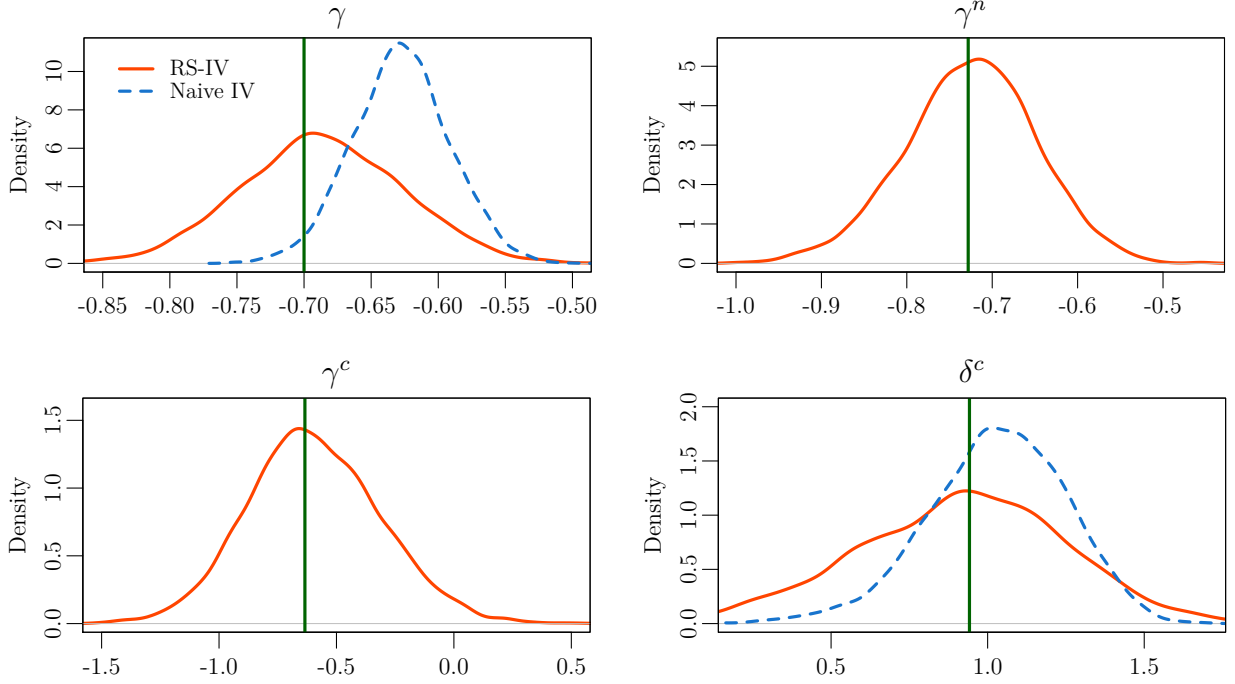 γ
γⁿ
RS-IV
Naive IV
Density
0 2 4 6 8 10
-0.85 -0.80 -0.75 -0.70 -0.65 -0.60 -0.55 -0.50
Density
0 1 2 3 4 5
-1.0 -0.9 -0.8 -0.7 -0.6 -0.5
γᶜ
δᶜ
Density
0.0 0.5 1.0 1.5
-1.5 -1.0 -0.5 0.0 0.5
Density
0.0 0.5 1.0 1.5 2.0
0.5 1.0 1.5